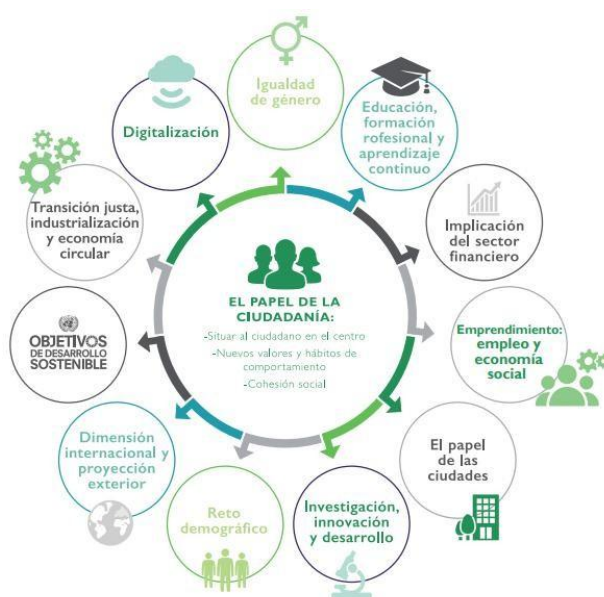 Igualdad
de género
Educación,
formación
rofesional y
aprendizaje
continuo
Implicación
del sector
financiero
Emprendimiento:
empleo y
economía
social
El papel
de las
ciudades
Investigación,
innovación
y desarrollo
Reto
demográfico
Dimensión
internacional y
proyección
exterior
OBJETIVOS
DE DESARROLLO
SOSTENIBLE
Transición justa,
industrialización
y economía
circular
Digitalización
EL PAPEL DE LA
CIUDADANÍA:
-Situar al ciudadano en el centro
-Nuevos valores y hábitos de
comportamiento
-Cohesión social